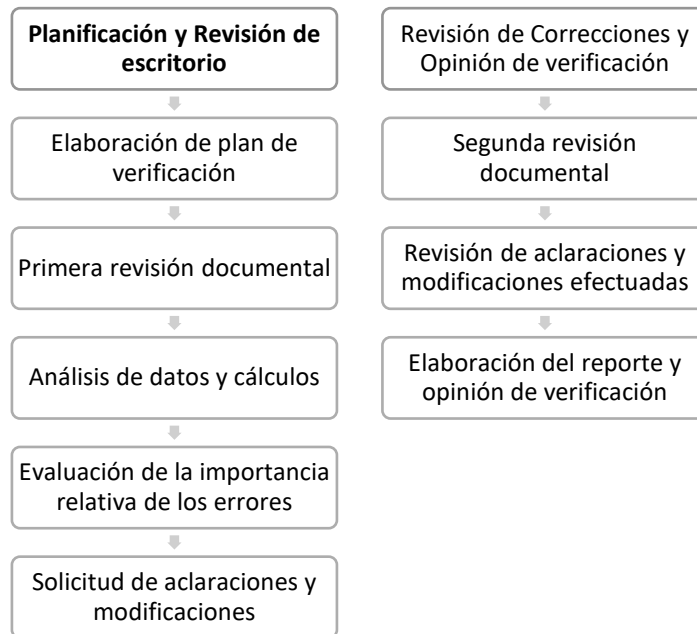 Planificación y Revisión de
escritorio
Elaboración de plan de
verificación
Primera revisión documental
Análisis de datos y cálculos
Evaluación de la importancia
relativa de los errores
Solicitud de aclaraciones y
modificaciones
Revisión de Correcciones y
Opinión de verificación
Segunda revisión
documental
Revisión de aclaraciones y
modificaciones efectuadas
Elaboración del reporte y
opinión de verificación